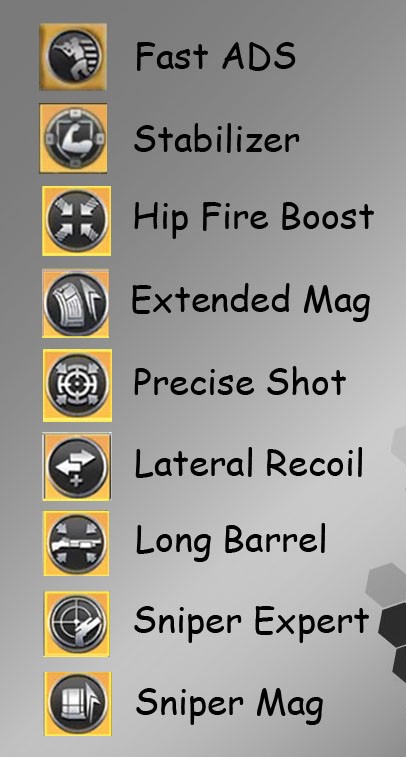 Fast ADS
Stabilizer
Hip Fire Boost
Extended Mag
Precise Shot
Lateral Recoil
Long Barrel
Sniper Expert
Sniper Mag